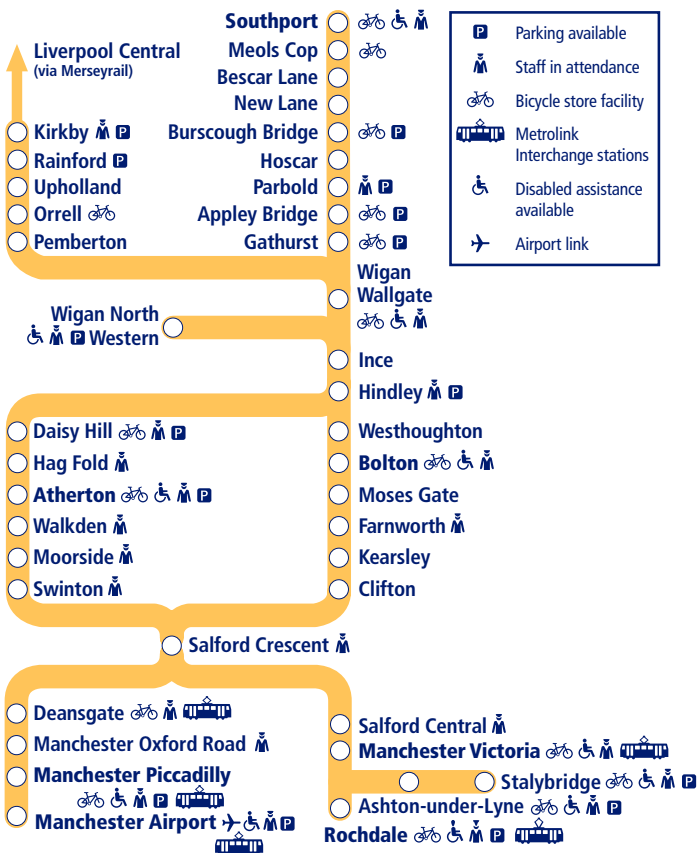 Southport
Meols Cop
Bescar Lane
New Lane
Burscough Bridge
Hoscar
Parbold
Appley Bridge
Gathurst
Liverpool Central
(via Merseyrail)
Kirkby P
Rainford P
Upholland
Orrell
Pemberton
P
P
P
P
P Parking available
Staff in attendance
Bicycle store facility
Metrolink
Interchange stations
Disabled assistance
available
Airport link
Wigan
Wallgate
Wigan North
P Western
Ince
Hindley P
Daisy Hill P
Hag Fold
Atherton P
Walkden
Moorside
Swinton
Westhoughton
Bolton
Moses Gate
Farnworth
Kearsley
Clifton
Salford Crescent
Deansgate
Manchester Oxford Road
Manchester Piccadilly
P
Manchester Airport P
Salford Central
Manchester Victoria
Stalybridge P
Ashton-under-Lyne P
Rochdale P